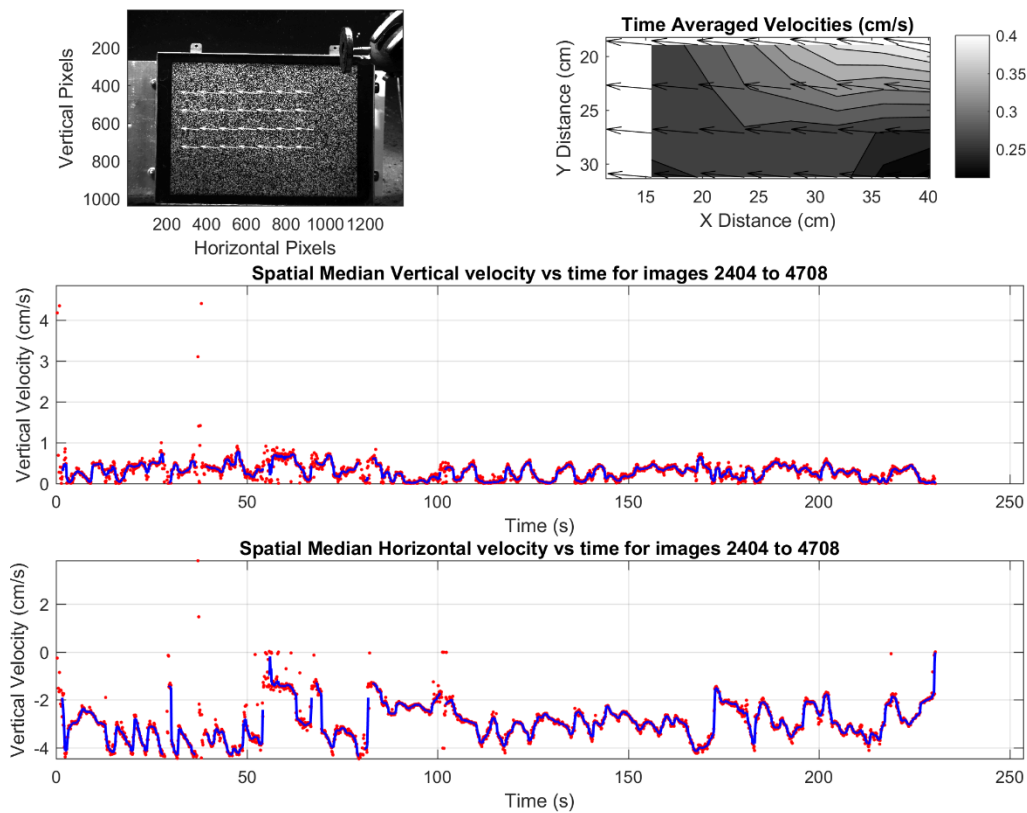 200
400
600
800
1000
Vertical Pixels
200 400 600 800 1000 1200
Horizontal Pixels
Time Averaged Velocities (cm/s)
20
25
30
Y Distance (cm)
15 20 25 30 35 40
X Distance (cm)
0.4
0.35
0.3
0.25
Spatial Median Vertical velocity vs time for images 2404 to 4708
4
3
2
1
0
Vertical Velocity (cm/s)
0 50 100 150 200 250
Time (s)
Spatial Median Horizontal velocity vs time for images 2404 to 4708
2
0
-2
-4
Vertical Velocity (cm/s)
0 50 100 150 200 250
Time (s)